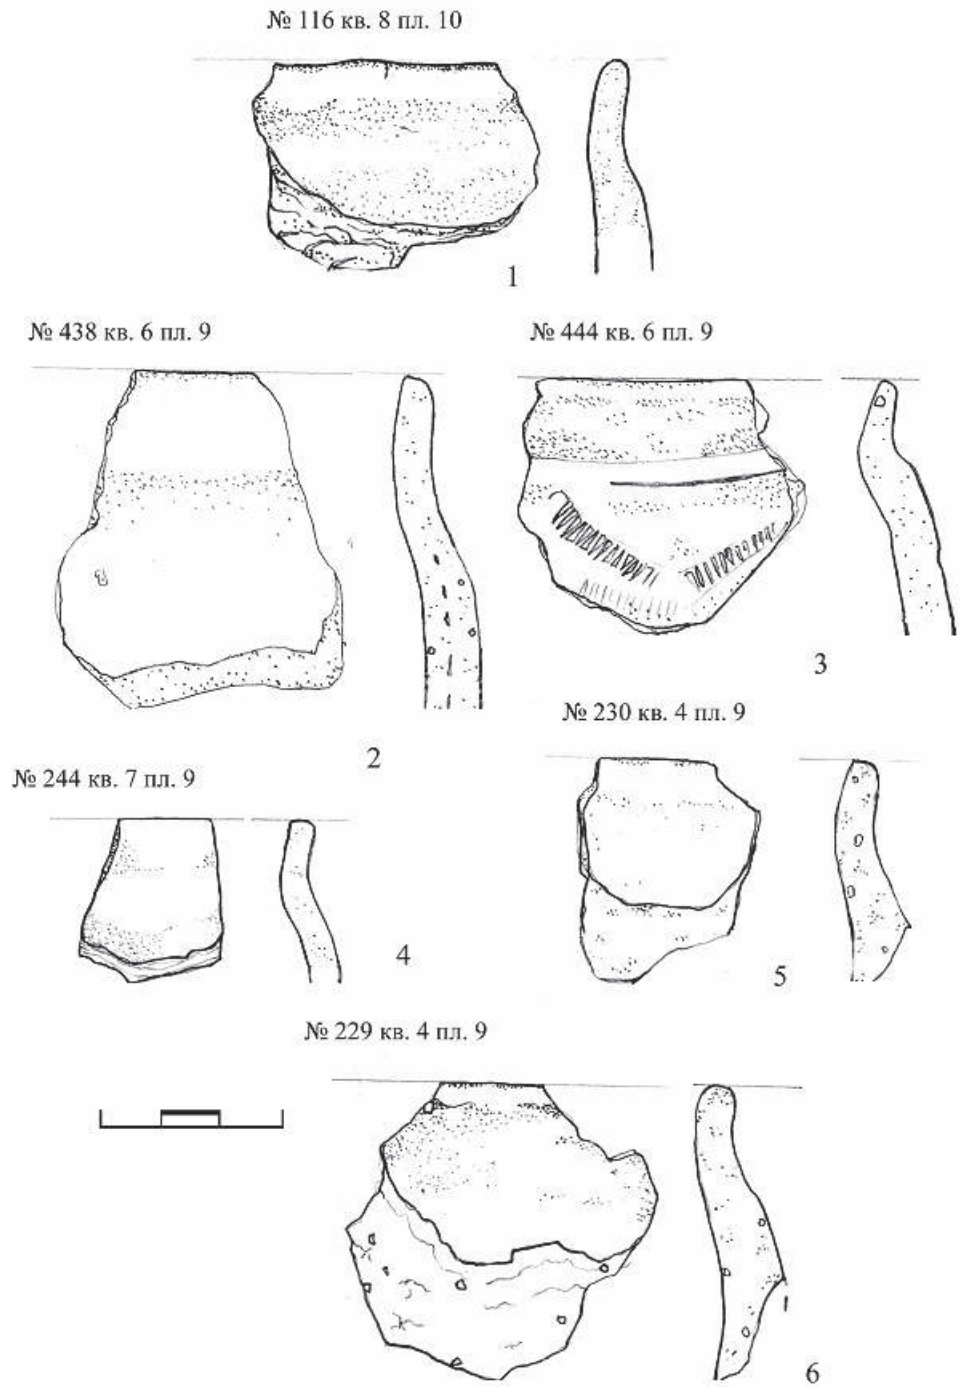 № 116 кв. 8 пл. 10
1
№ 438 кв. 6 пл. 9
№ 444 кв. 6 пл. 9
3
2
№ 230 кв. 4 пл. 9
№ 244 кв. 7 пл. 9
4
5
№ 229 кв. 4 пл. 9
6